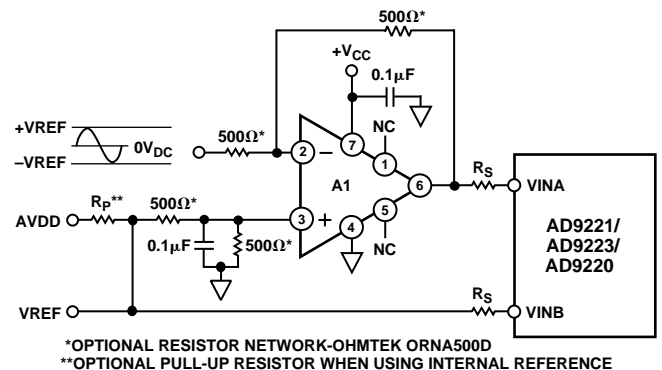 500Ω*
+VCC
0.1µF
+VREF
0VDC
–VREF
500Ω*
2
–
7
NC
1
A1
6
RS
VINA
RP**
500Ω*
AVDD
3
+
4
5
NC
0.1µF
500Ω*
AD9221/
AD9223/
AD9220
VREF
RS
VINB
*OPTIONAL RESISTOR NETWORK-OHMTEK ORNA500D
**OPTIONAL PULL-UP RESISTOR WHEN USING INTERNAL REFERENCE